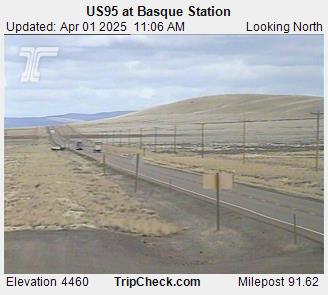 US95 at Basque Station
Updated: Apr 01 2025 11:06 AM Looking North
Elevation 4460 TripCheck.com Milepost 91.62